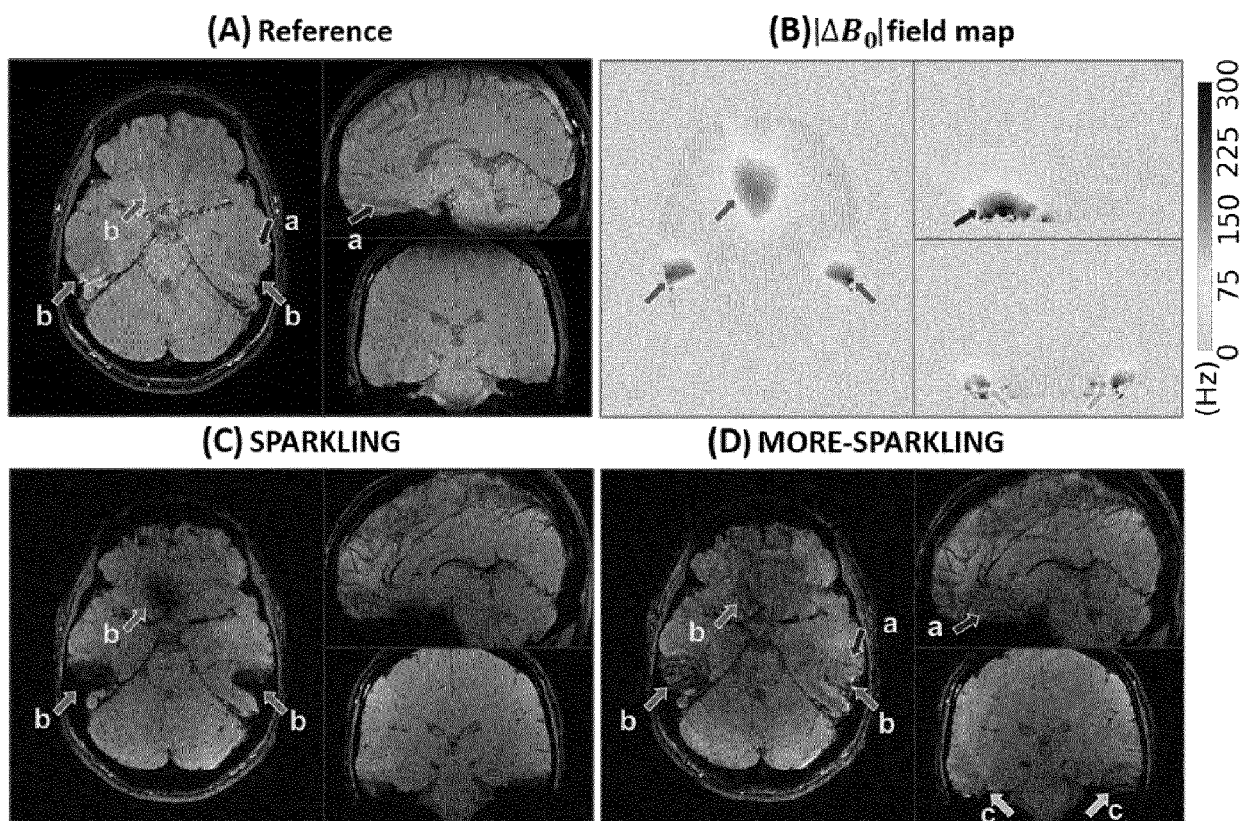 (A) Reference
(B) |ΔB₀| field map
a
b
a
b
b
300
225
150
75
0
(Hz)
(C) SPARKLING
(D) MORE-SPARKLING
b
b
b
b
a
a
b
b
c
c